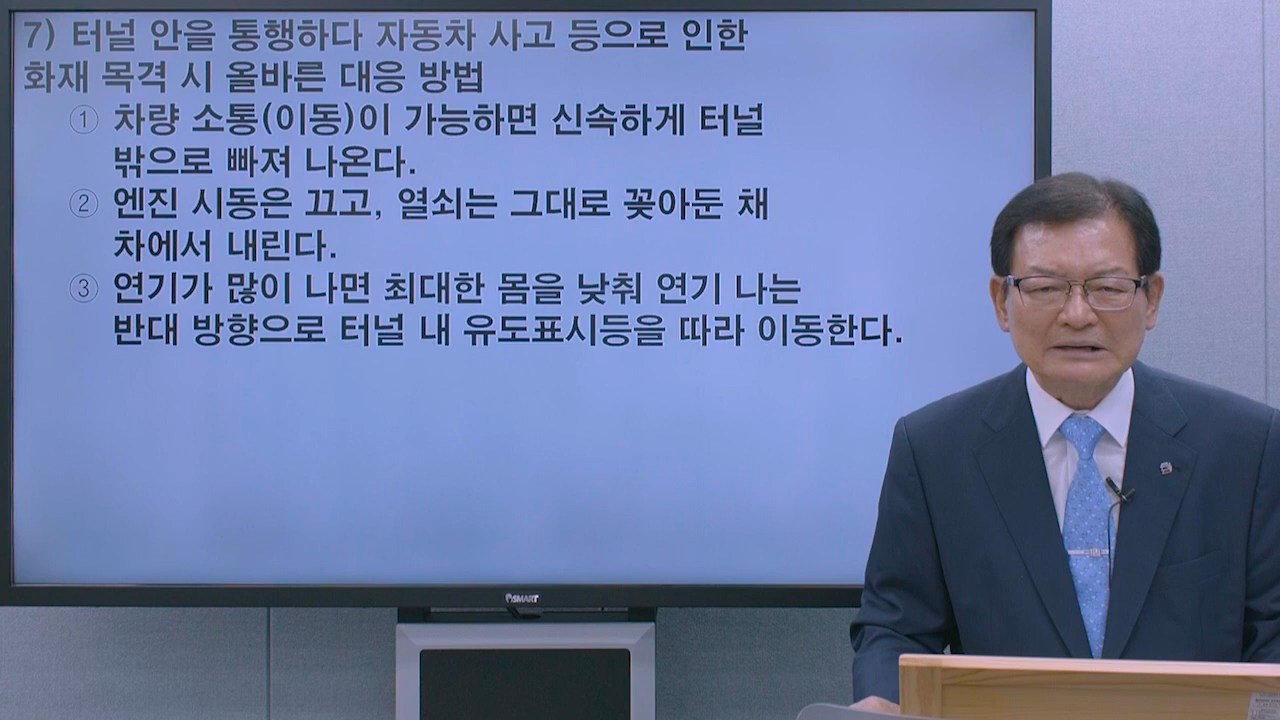 7) 터널 안을 통행하다 자동차 사고 등으로 인한
화재 목격 시 올바른 대응 방법
① 차량 소통(이동)이 가능하면 신속하게 터널
밖으로 빠져 나온다.
② 엔진 시동은 끄고, 열쇠는 그대로 꽂아둔 채
차에서 내린다.
③ 연기가 많이 나면 최대한 몸을 낮춰 연기 나는
반대 방향으로 터널 내 유도표시등을 따라 이동한다.
SMART